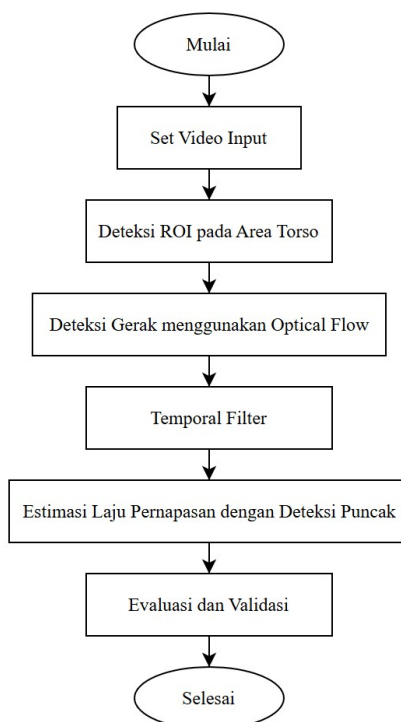 Mulai
Set Video Input
Deteksi ROI pada Area Torso
Deteksi Gerak menggunakan Optical Flow
Temporal Filter
Estimasi Laju Pernapasan dengan Deteksi Puncak
Evaluasi dan Validasi
Selesai